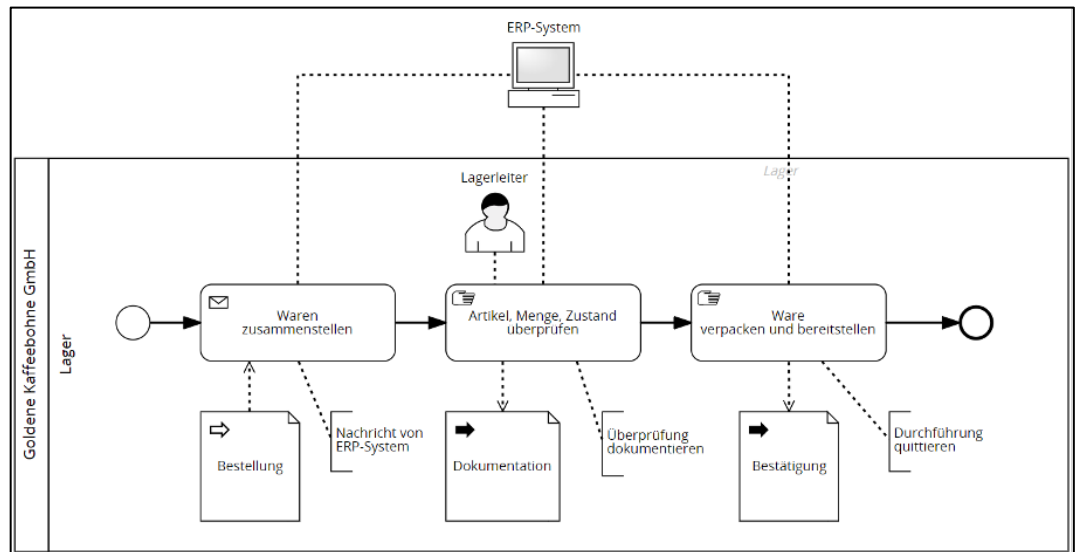 ERP-System
Lager
Lagerleiter
Goldene Kaffeebohne GmbH
Lager
Waren
zusammenstellen
Artikel, Menge, Zustand
überprüfen
Ware
verpacken und bereitstellen
Bestellung
Nachricht von
ERP-System
Dokumentation
Überprüfung
dokumentieren
Bestätigung
Durchführung
quittieren